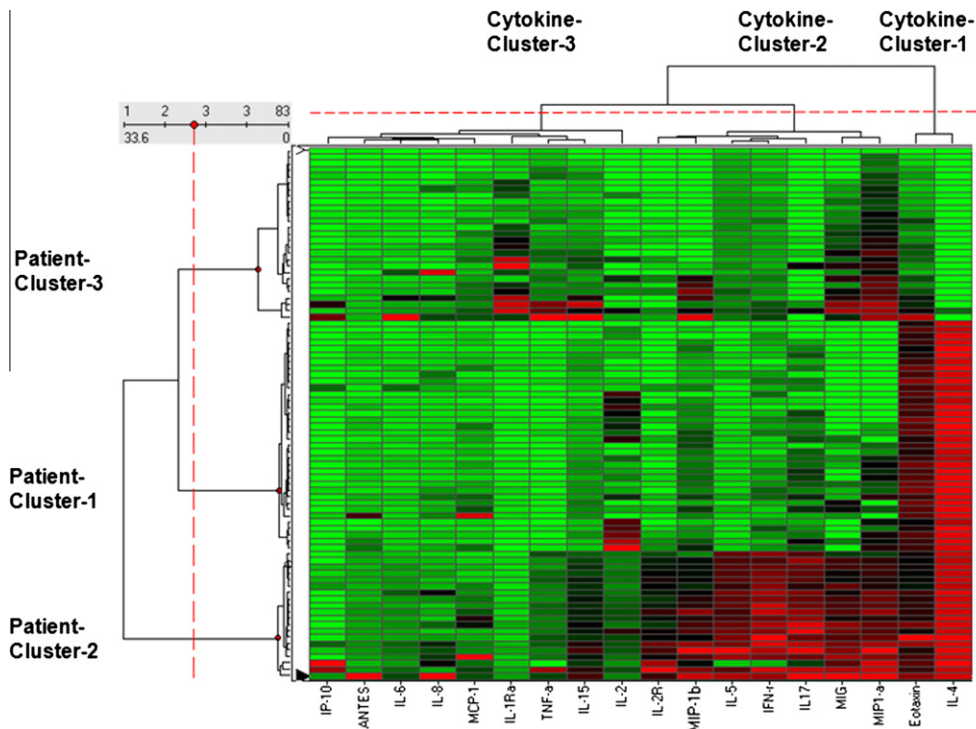 Cytokine- Cytokine- Cytokine-
Cluster-3 Cluster-2 Cluster-1
1 2 3 3 83
33.6 0
Patient-
Cluster-3
Patient-
Cluster-1
Patient-
Cluster-2
IP-10 ANTES IL-6 IL-8 MCP-1 IL-1Ra TNF-a IL-15 IL-2 IL-2R MIP-1b IL-5 IFN-r IL17 MIG MIP1-a Eotaxin IL-4